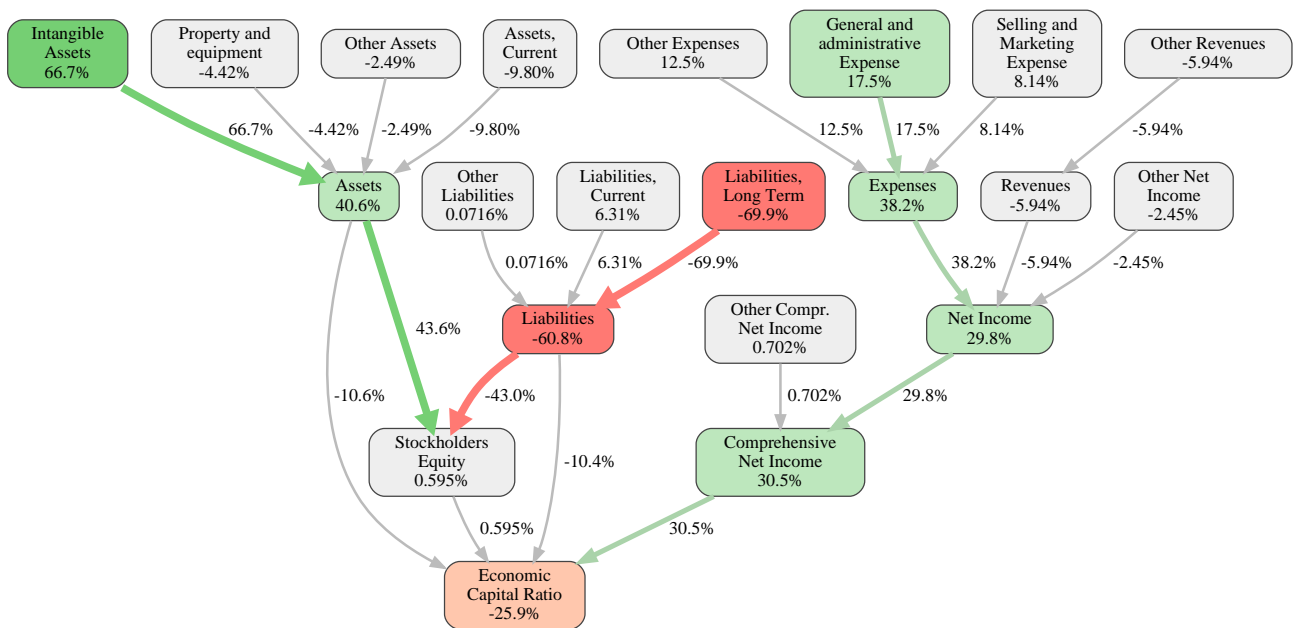 Intangible
Assets
66.7%
Property and
equipment
-4.42%
Other Assets
-2.49%
Assets,
Current
-9.80%
Other Expenses
12.5%
General and
administrative
Expense
17.5%
Selling and
Marketing
Expense
8.14%
Other Revenues
-5.94%
66.7%
-4.42%
-2.49%
-9.80%
12.5%
17.5%
8.14%
-5.94%
Assets
40.6%
Other
Liabilities
0.0716%
Liabilities,
Current
6.31%
Liabilities,
Long Term
-69.9%
Expenses
38.2%
Revenues
-5.94%
Other Net
Income
-2.45%
0.0716%
6.31%
-69.9%
38.2%
-5.94%
-2.45%
Liabilities
-60.8%
Other Compr.
Net Income
0.702%
Net Income
29.8%
43.6%
-10.6%
-43.0%
0.702%
29.8%
Stockholders
Equity
0.595%
-10.4%
Comprehensive
Net Income
30.5%
0.595%
30.5%
Economic
Capital Ratio
-25.9%